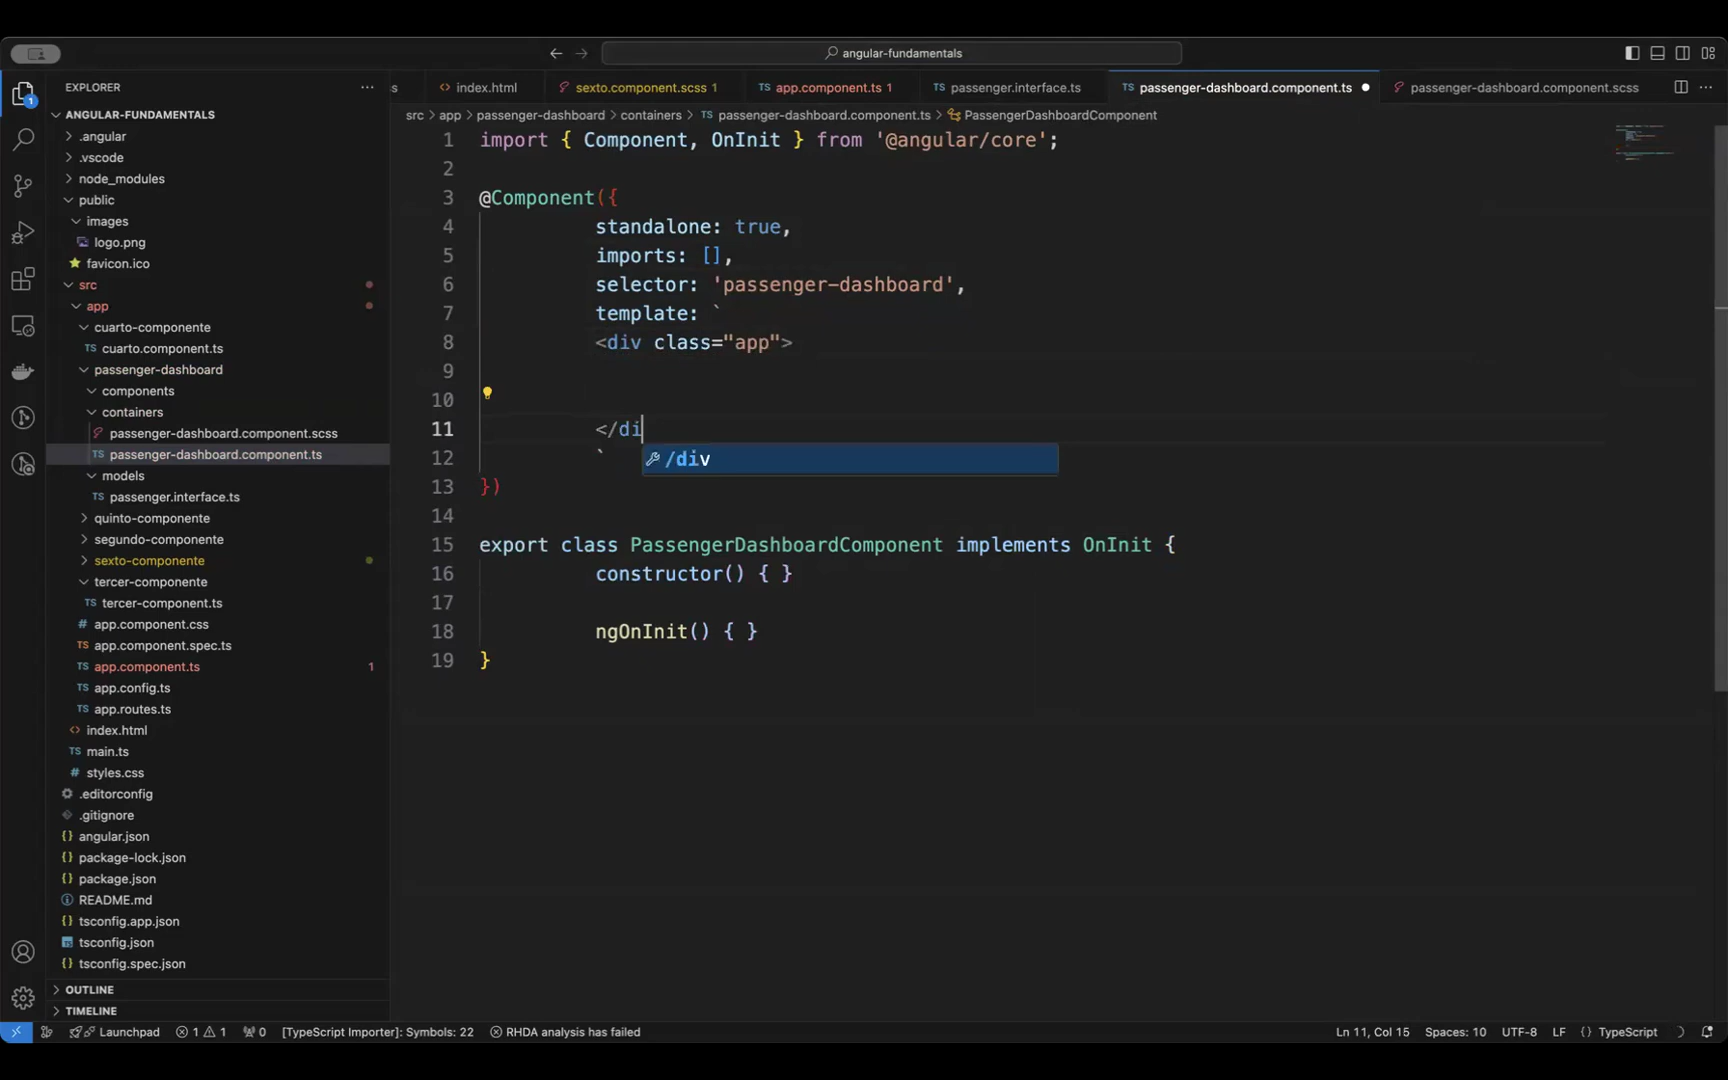 angular-fundamentals
EXPLORER
ss
index.html
sexto.component.scss 1
app.component.ts 1
passenger.interface.ts
passenger-dashboard.component.ts
passenger-dashboard.component.scss
src > app > passenger-dashboard > containers > passenger-dashboard.component.ts > PassengerDashboardComponent
ANGULAR-FUNDAMENTALS
.angular
.vscode
node_modules
public
images
logo.png
favicon.ico
src
app
cuarto-componente
cuarto.component.ts
passenger-dashboard
components
containers
passenger-dashboard.component.scss
passenger-dashboard.component.ts
models
passenger.interface.ts
quinto-componente
segundo-componente
sexto-componente
tercer-componente
tercer-component.ts
app.component.css
app.component.spec.ts
app.component.ts 1
app.config.ts
app.routes.ts
index.html
main.ts
styles.css
.editorconfig
.gitignore
angular.json
package-lock.json
package.json
README.md
tsconfig.app.json
tsconfig.json
tsconfig.spec.json
OUTLINE
TIMELINE
1 import { Component, OnInit } from '@angular/core';
2
3 @Component({
4 standalone: true,
5 imports: [],
6 selector: 'passenger-dashboard',
7 template: `
8 <div class="app">
9
10
11 </di
/div
12 `
13 })
14
15 export class PassengerDashboardComponent implements OnInit {
16 constructor() { }
17
18 ngOnInit() { }
19 }
1
Launchpad 1 1 0 [TypeScript Importer]: Symbols: 22 RHDA analysis has failed
Ln 11, Col 15 Spaces: 10 UTF-8 LF {} TypeScript